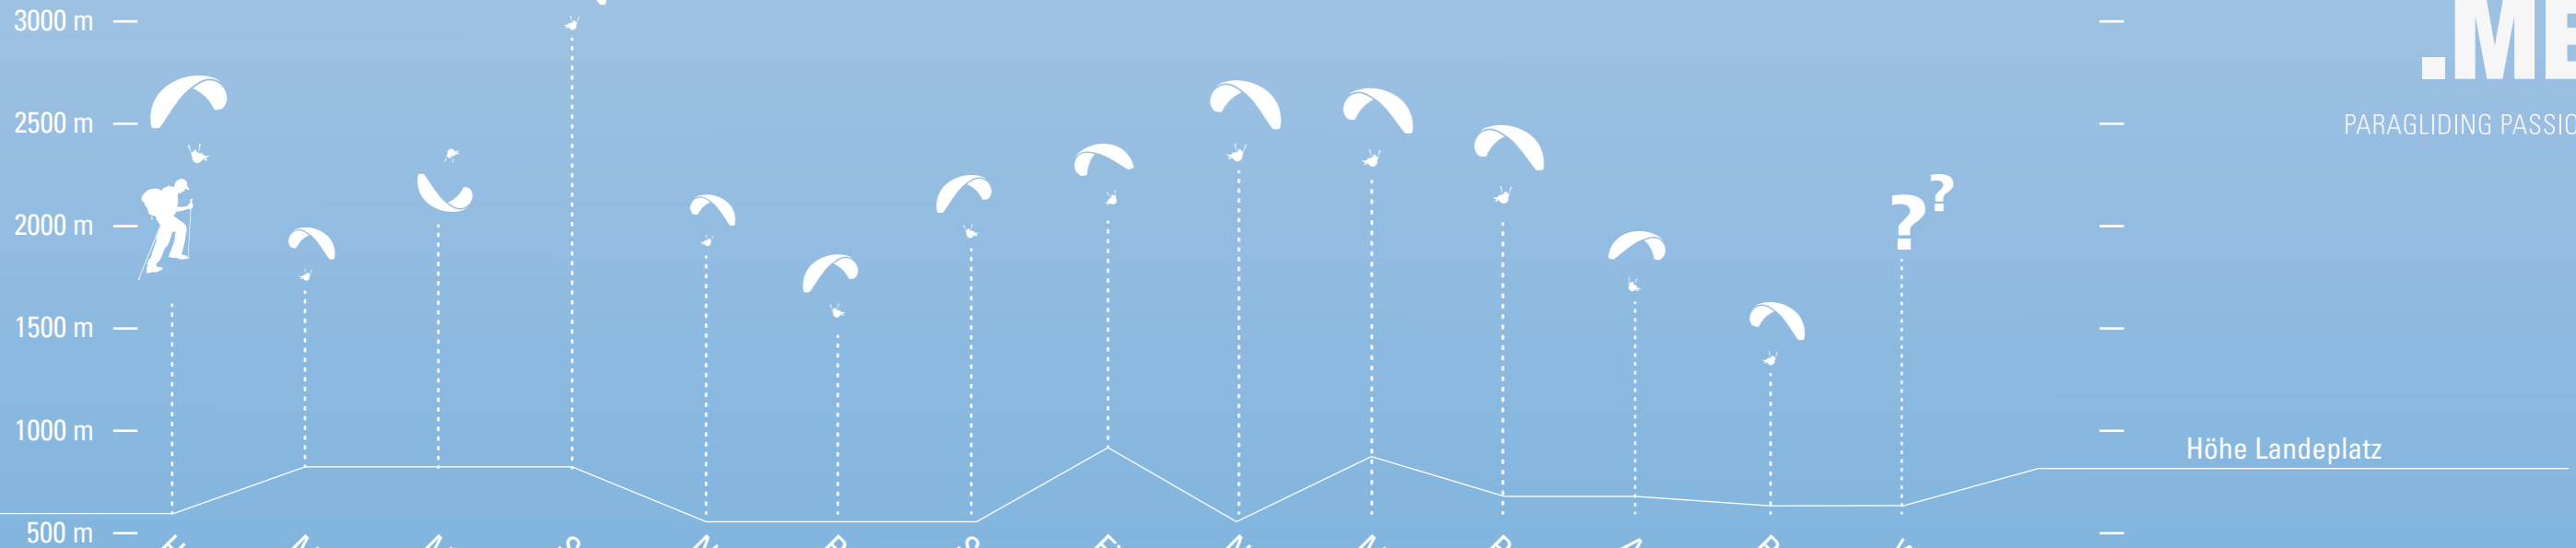 3000 m
2500 m
2000 m
1500 m
1000 m
500 m
? ?
.ME
PARAGLIDING PASSIO
Höhe Landeplatz